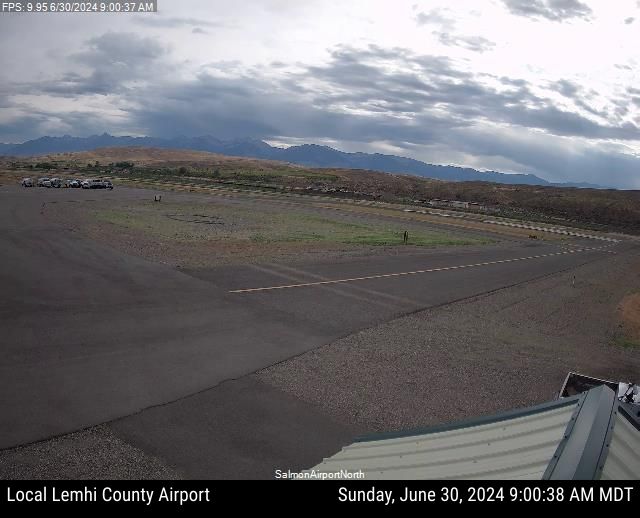 FPS: 9.95 6/30/2024 9:00:37 AM
SalmonAirportNorth
Local Lemhi County Airport Sunday, June 30, 2024 9:00:38 AM MDT